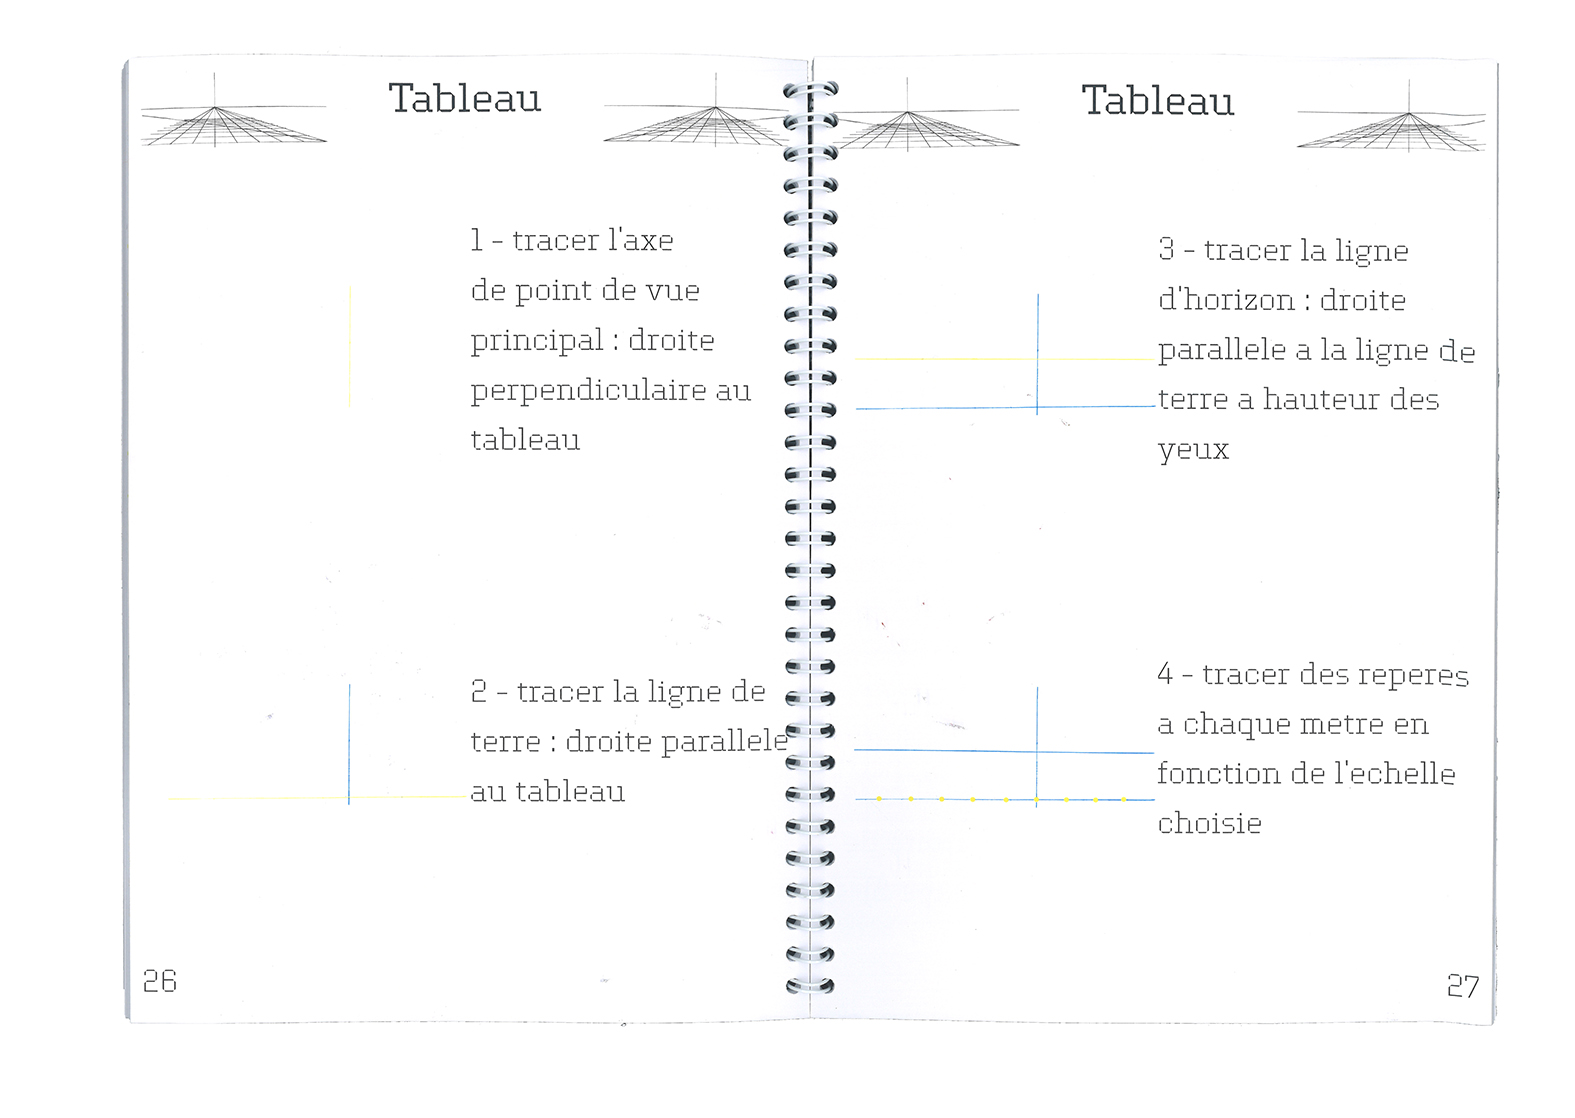 Tableau
1 - tracer l'axe
de point de vue
principal : droite
perpendiculaire au
tableau
2 - tracer la ligne de
terre : droite parallele
au tableau
26
Tableau
3 - tracer la ligne
d'horizon : droite
parallele a la ligne de
terre a hauteur des
yeux
4 - tracer des reperes
a chaque metre en
fonction de l'echelle
choisie
27